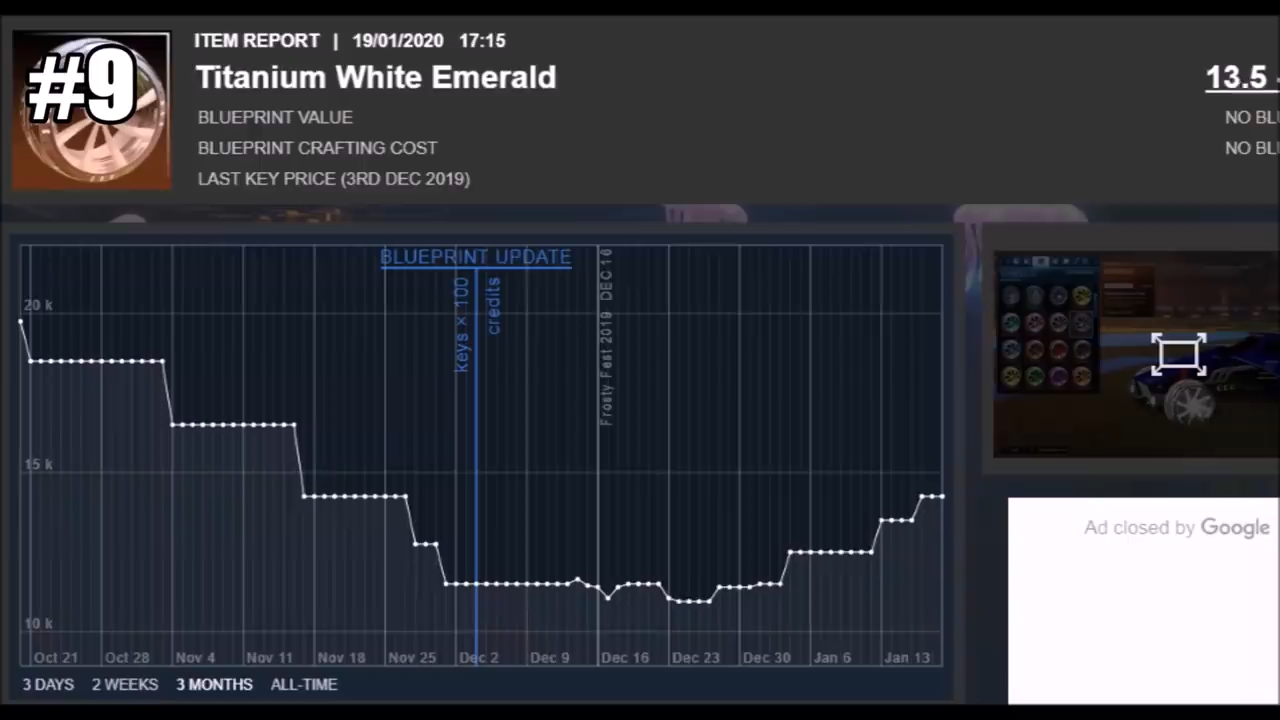 #9
ITEM REPORT | 19/01/2020 17:15
Titanium White Emerald
13.5 -
BLUEPRINT VALUE
NO BL
BLUEPRINT CRAFTING COST
NO BL
LAST KEY PRICE (3RD DEC 2019)
BLUEPRINT UPDATE
keys × 100
credits
Frosty Fest 2019 DEC 16
20 k
15 k
10 k
Oct 21 Oct 28 Nov 4 Nov 11 Nov 18 Nov 25 Dec 2 Dec 9 Dec 16 Dec 23 Dec 30 Jan 6 Jan 13
3 DAYS 2 WEEKS 3 MONTHS ALL-TIME
Ad closed by Google